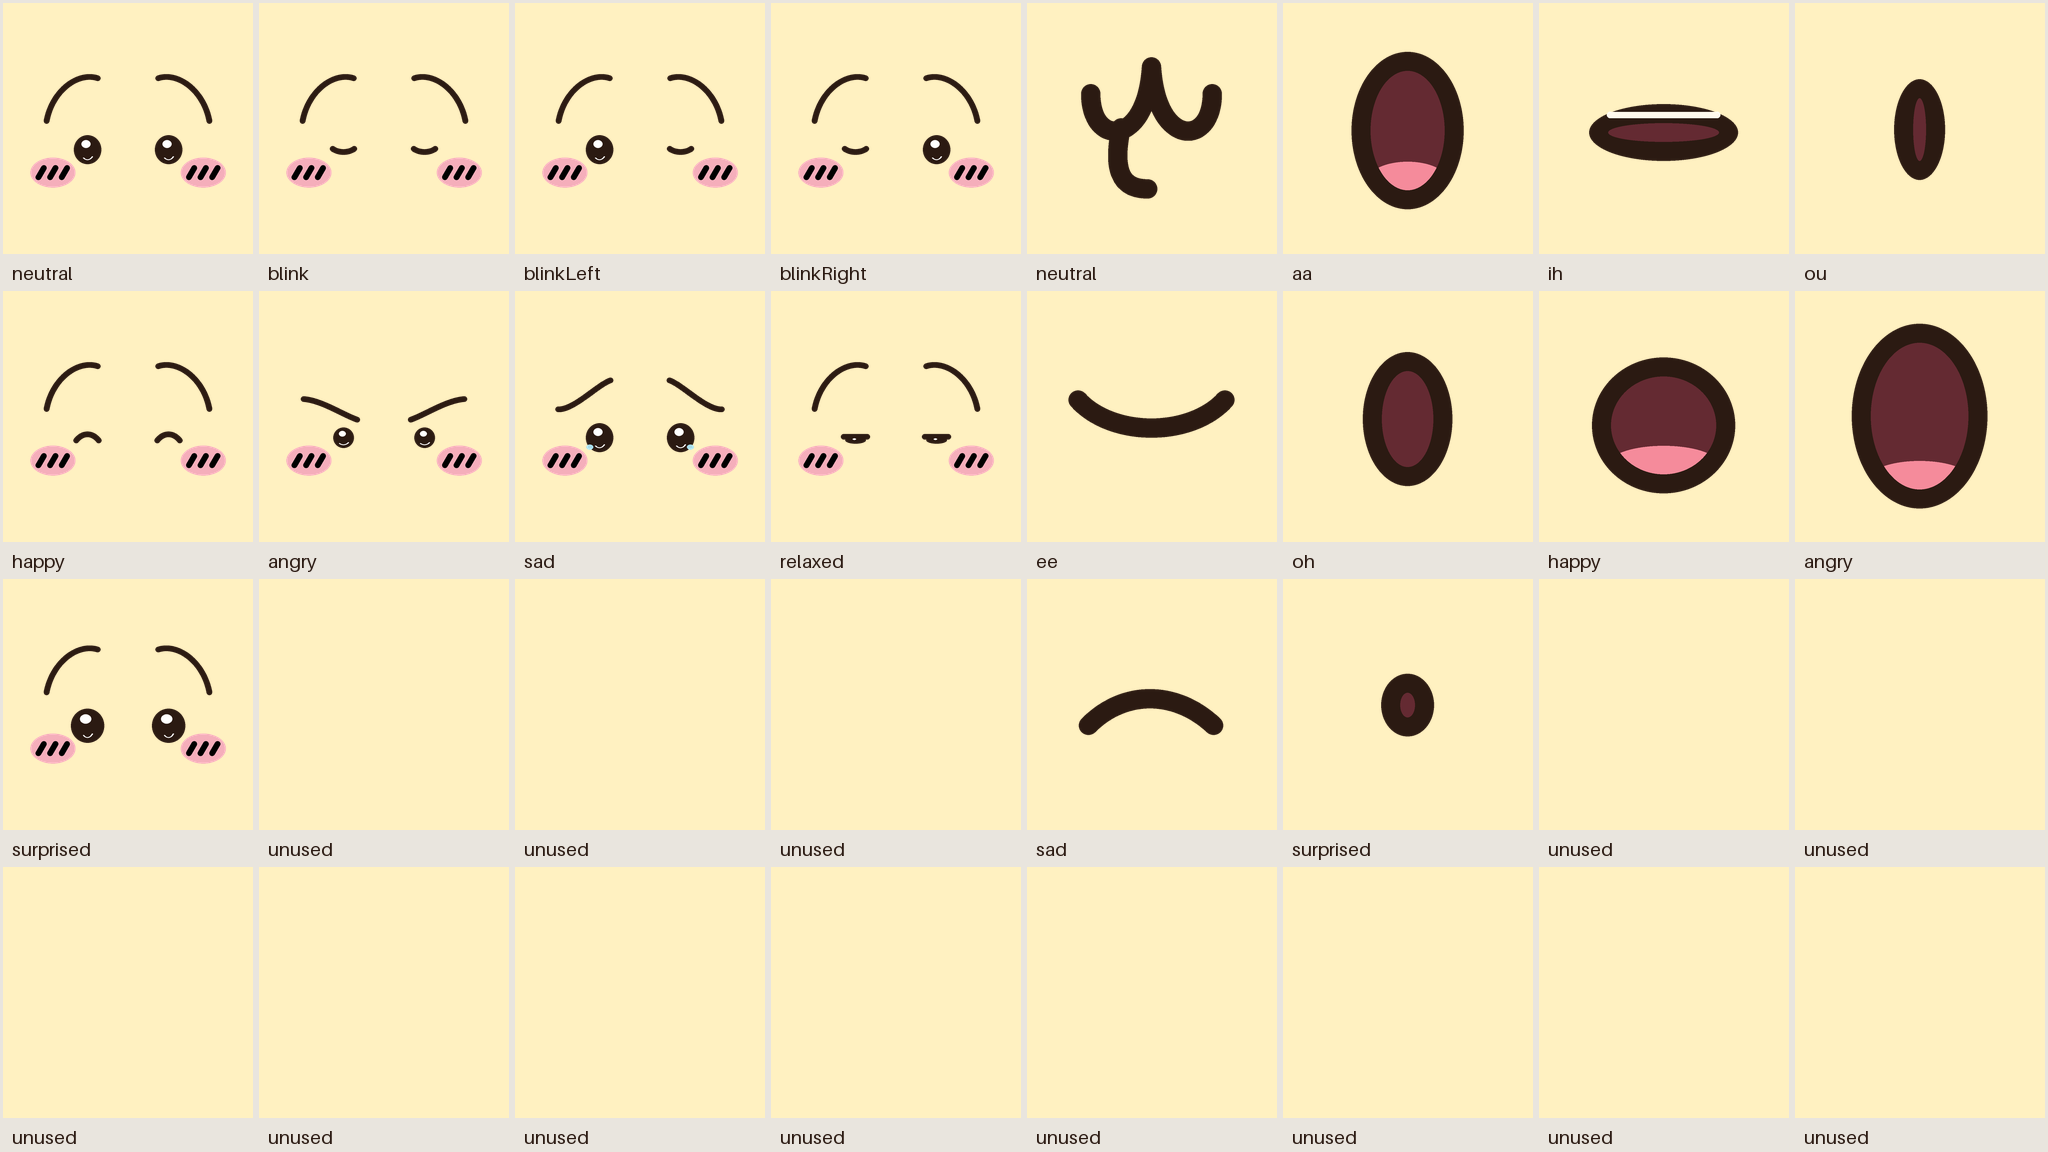 neutral blink blinkLeft blinkRight neutral aa ih ou
happy angry sad relaxed ee oh happy angry
surprised unused unused unused sad surprised unused unused
unused unused unused unused unused unused unused unused